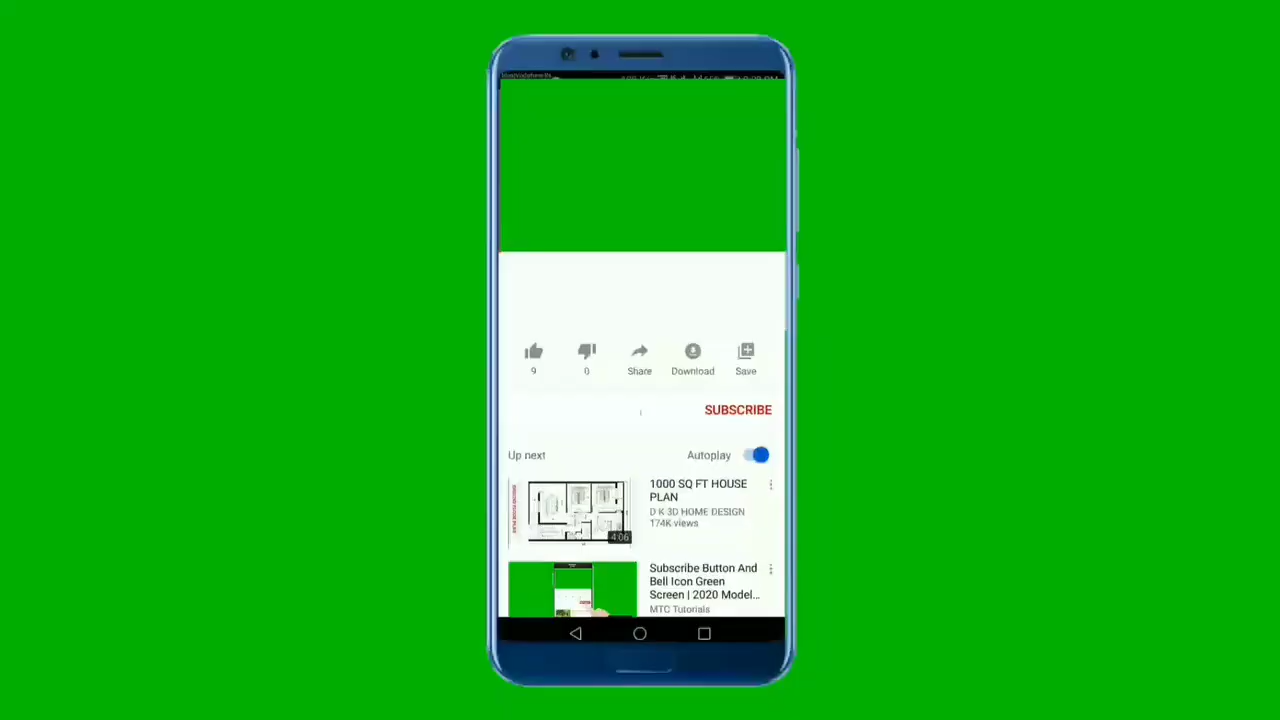 9
0
Share
Download
Save
SUBSCRIBE
Up next
Autoplay
1000 SQ FT HOUSE
PLAN
D K 3D HOME DESIGN
174K views
4:06
Subscribe Button And
Bell Icon Green
Screen | 2020 Model...
MTC Tutorials